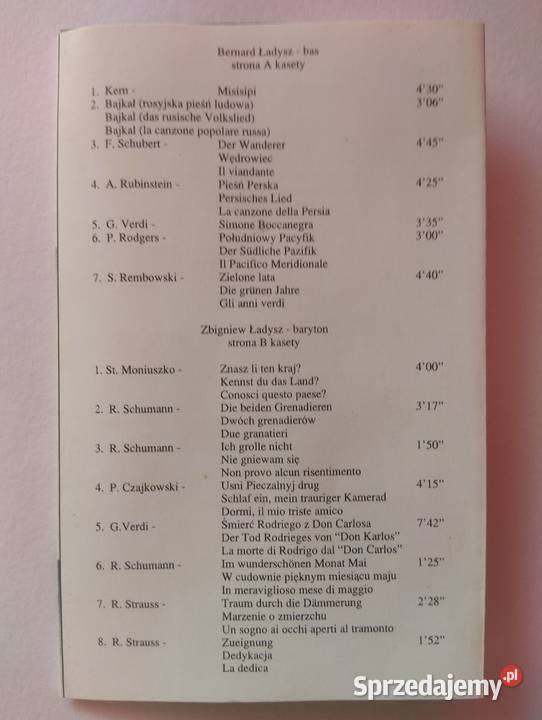 Bernard Ładysz - bas
strona A kasety
1. Kern - Misisipi 4'30"
2. Bajkał (rosyjska pieśń ludowa) 3'06"
Bajkał (das rusische Volkslied)
Bajkał (la canzone popolare russa)
3. F. Schubert - Der Wanderer 4'45"
Wędrowiec
Il viandante
4. A. Rubinstein - Pieśń Perska 4'25"
Persisches Lied
La canzone della Persia
5. G. Verdi - Simone Boccanegra 3'35"
6. P. Rodgers - Południowy Pacyfik 3'00"
Der Südliche Pazifik
Il Pacifico Meridionale
7. S. Rembowski - Zielone lata 4'40"
Die grünen Jahre
Gli anni verdi
Zbigniew Ładysz - baryton
strona B kasety
1. St. Moniuszko - Znasz li ten kraj? 4'00"
Kennst du das Land?
Conosci questo paese?
2. R. Schumann - Die beiden Grenadieren 3'17"
Dwóch grenadierów
Due granatieri
3. R. Schumann - Ich grolle nicht 1'50"
Nie gniewam się
Non provo alcun risentimento
4. P. Czajkowski - Usni Pieczalnyj drug 4'15"
Schlaf ein, mein trauriger Kamerad
Dormi, il mio triste amico
5. G.Verdi - Śmierć Rodriego z Don Carlosa 7'42"
Der Tod Rodrieges von "Don Karlos"
La morte di Rodrigo dal "Don Carlos"
6. R. Schumann - Im wunderschönen Monat Mai 1'25"
W cudownie pięknym miesiącu maju
In meraviglioso mese di maggio
7. R. Strauss - Traum durch die Dämmerung 2'28"
Marzenie o zmierzchu
Un sogno ai occhi aperti al tramonto
8. R. Strauss - Zueignung 1'52"
Dedykacja
La dedica
Sprzedajemy.pl